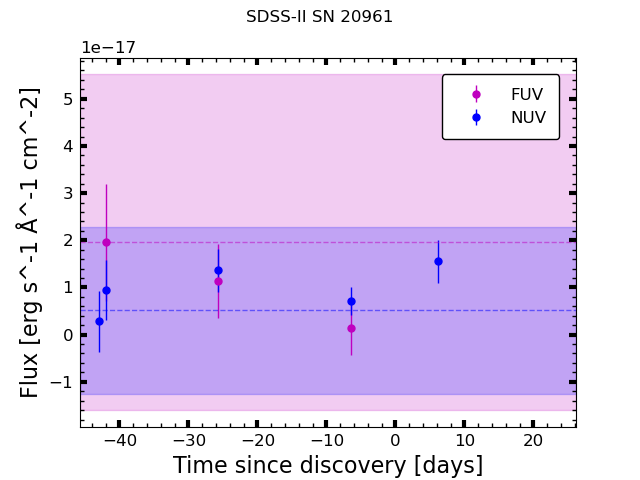 SDSS-II SN 20961
1e−17
FUV
NUV
5
4
3
2
1
0
−1
−40
−30
−20
−10
0
10
20
Time since discovery [days]
Flux [erg s^-1 Å^-1 cm^-2]